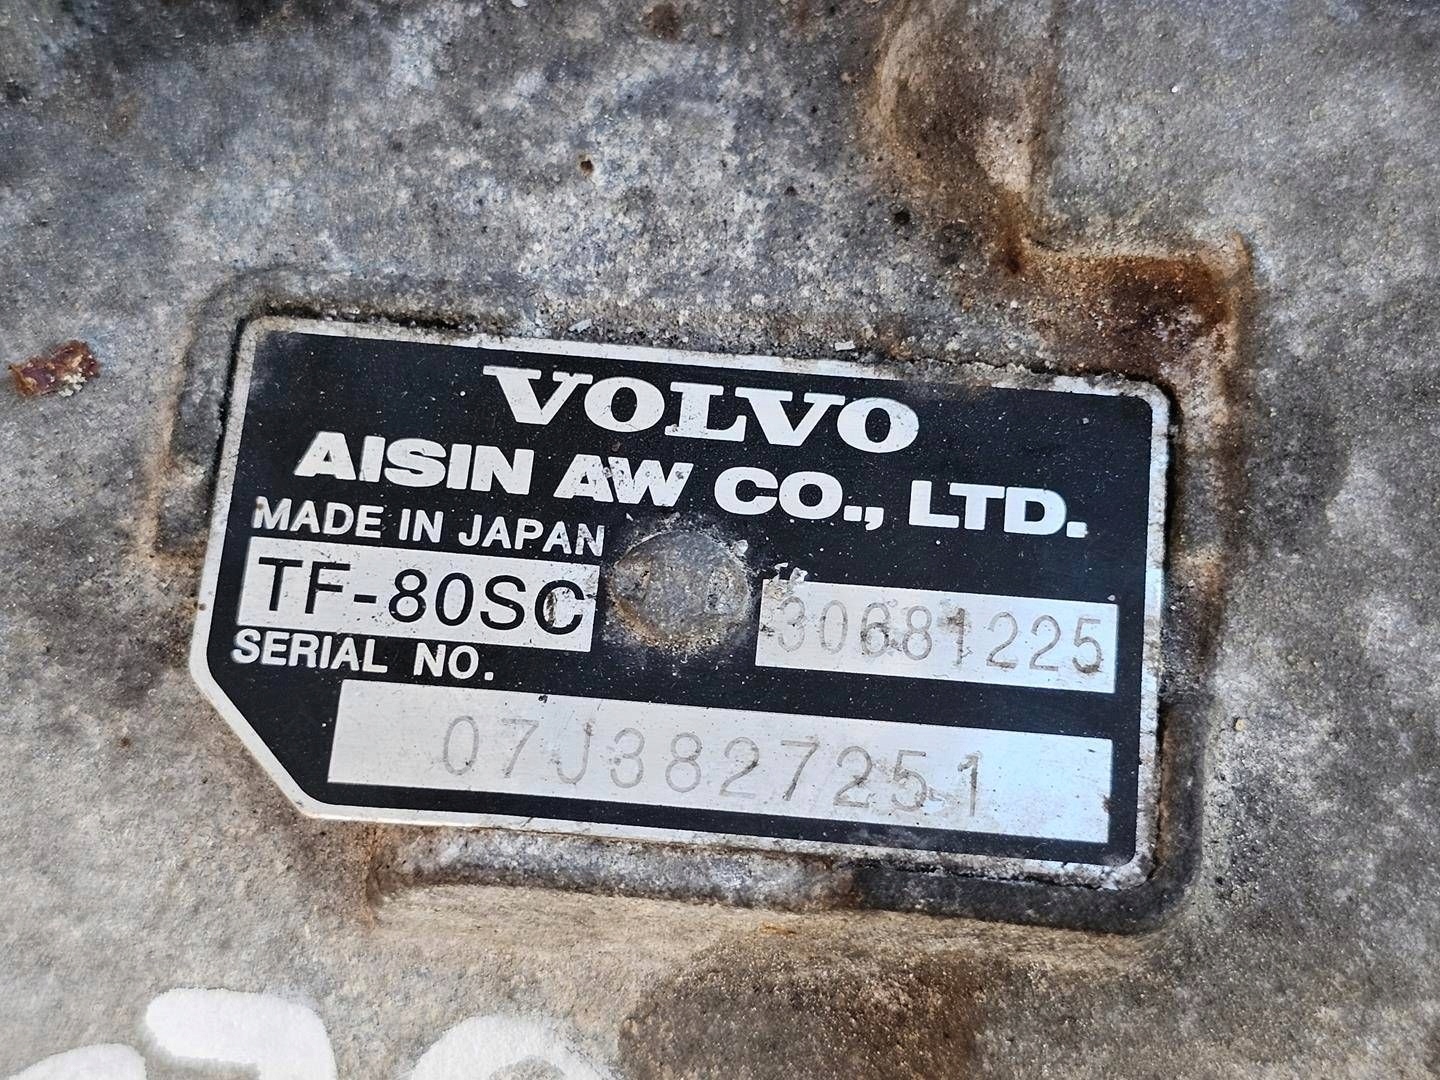 VOLVO
AISIN AW CO., LTD.
MADE IN JAPAN
TF-80SC
30681225
SERIAL NO.
07J3827251